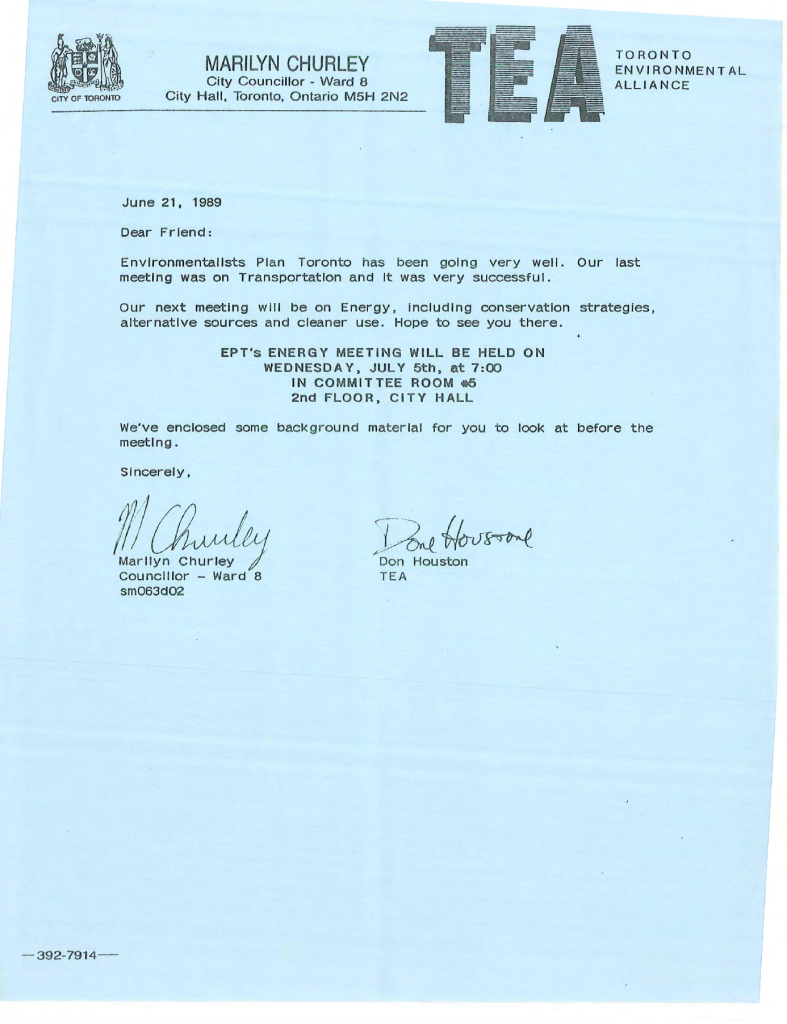 CITY OF TORONTO
MARILYN CHURLEY
City Councillor - Ward 8
City Hall, Toronto, Ontario M5H 2N2
TEA
TORONTO
ENVIRONMENTAL
ALLIANCE
June 21, 1989
Dear Friend:
Environmentalists Plan Toronto has been going very well. Our last
meeting was on Transportation and it was very successful.
Our next meeting will be on Energy, including conservation strategies,
alternative sources and cleaner use. Hope to see you there.
EPT's ENERGY MEETING WILL BE HELD ON
WEDNESDAY, JULY 5th, at 7:00
IN COMMITTEE ROOM #5
2nd FLOOR, CITY HALL
We've enclosed some background material for you to look at before the
meeting.
Sincerely,
M Churley
Marilyn Churley
Councillor - Ward 8
sm063d02
Don Houston
TEA
—392-7914—